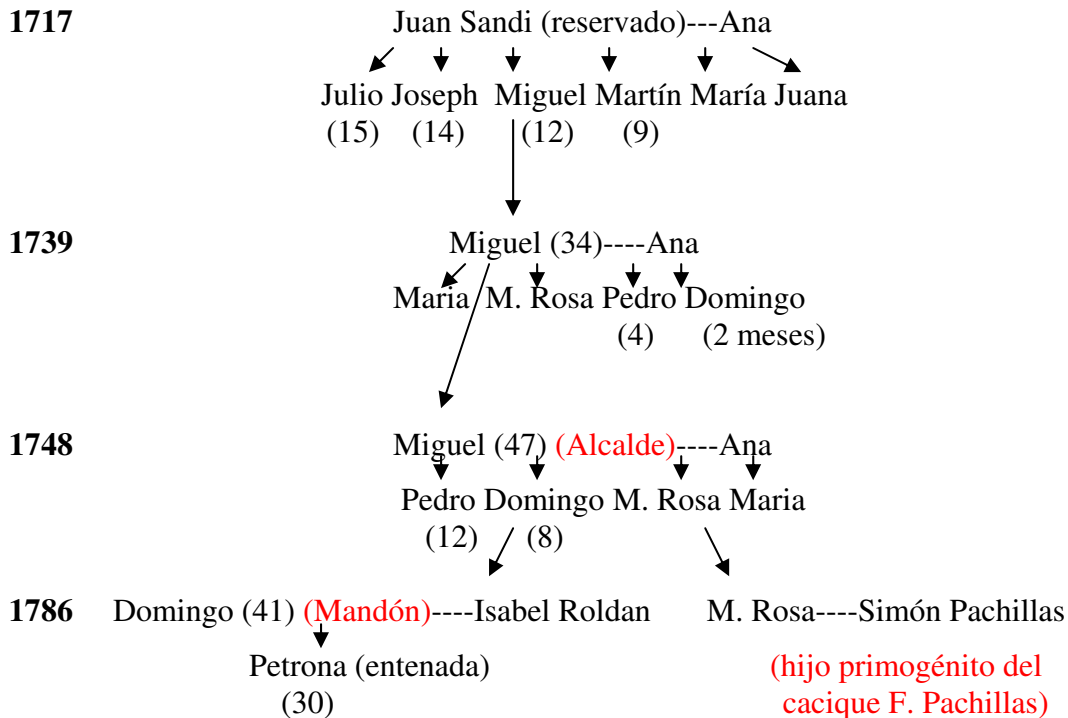 1717 Juan Sandi (reservado)---Ana
Julio Joseph Miguel Martín María Juana
(15) (14) (12) (9)
1739 Miguel (34)----Ana
Maria M. Rosa Pedro Domingo
(4) (2 meses)
1748 Miguel (47) (Alcalde)----Ana
Pedro Domingo M. Rosa Maria
(12) (8)
1786 Domingo (41) (Mandón)----Isabel Roldan M. Rosa----Simón Pachillas
Petrona (entenada) (hijo primogénito del
(30) cacique F. Pachillas)